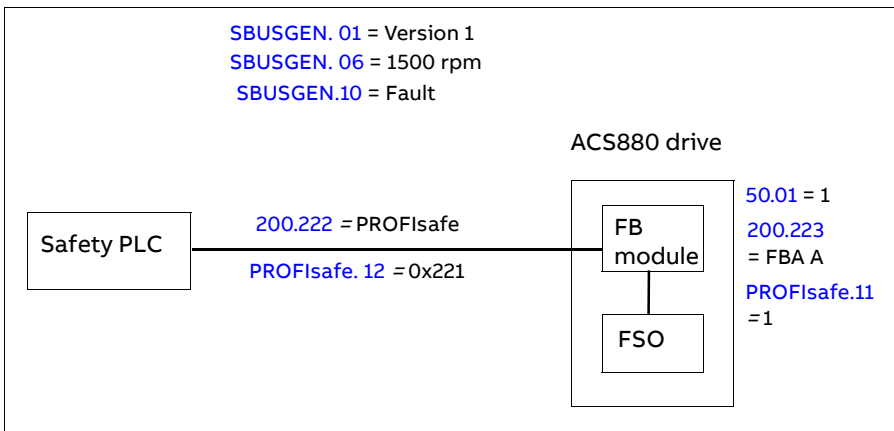 SBUSGEN. 01 = Version 1
SBUSGEN. 06 = 1500 rpm
SBUSGEN.10 = Fault
ACS880 drive
Safety PLC
200.222 = PROFIsafe
PROFIsafe. 12 = 0x221
FB
module
FSO
50.01 = 1
200.223
= FBA A
PROFIsafe.11
= 1